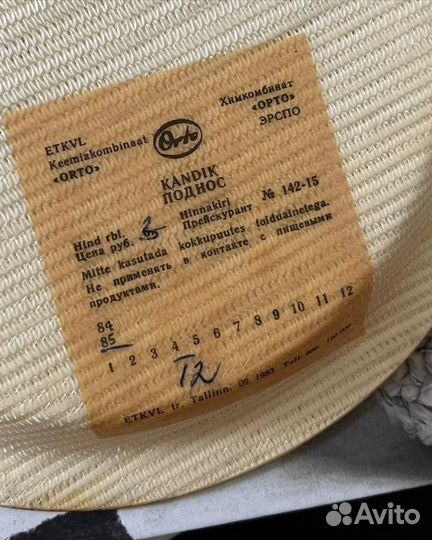 ETKVL
Keemiakombinaat
«ORTO»
Orto
Химкомбинат
«ОРТО»
ЭРСПО
KANDIK
ПОДНОС
Hind rbl.
Цена руб.
Hinnakiri
Прейскурант № 142-15
Mitte kasutada kokkupuutes toiduainetega.
Не применять в контакте с пищевыми
продуктами.
84
85
1 2 3 4 5 6 7 8 9 10 11 12
T2
ETKVL tr. Tallinn. 09. 1983. Tell.
Avito